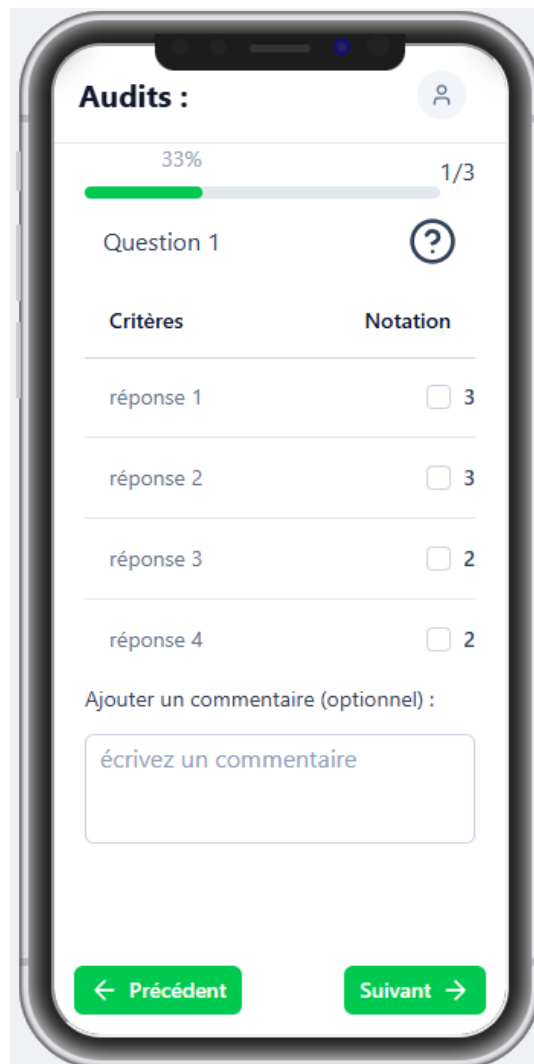 Audits :
33%
1/3
Question 1
Critères Notation
réponse 1 3
réponse 2 3
réponse 3 2
réponse 4 2
Ajouter un commentaire (optionnel) :
écrivez un commentaire
Précédent Suivant